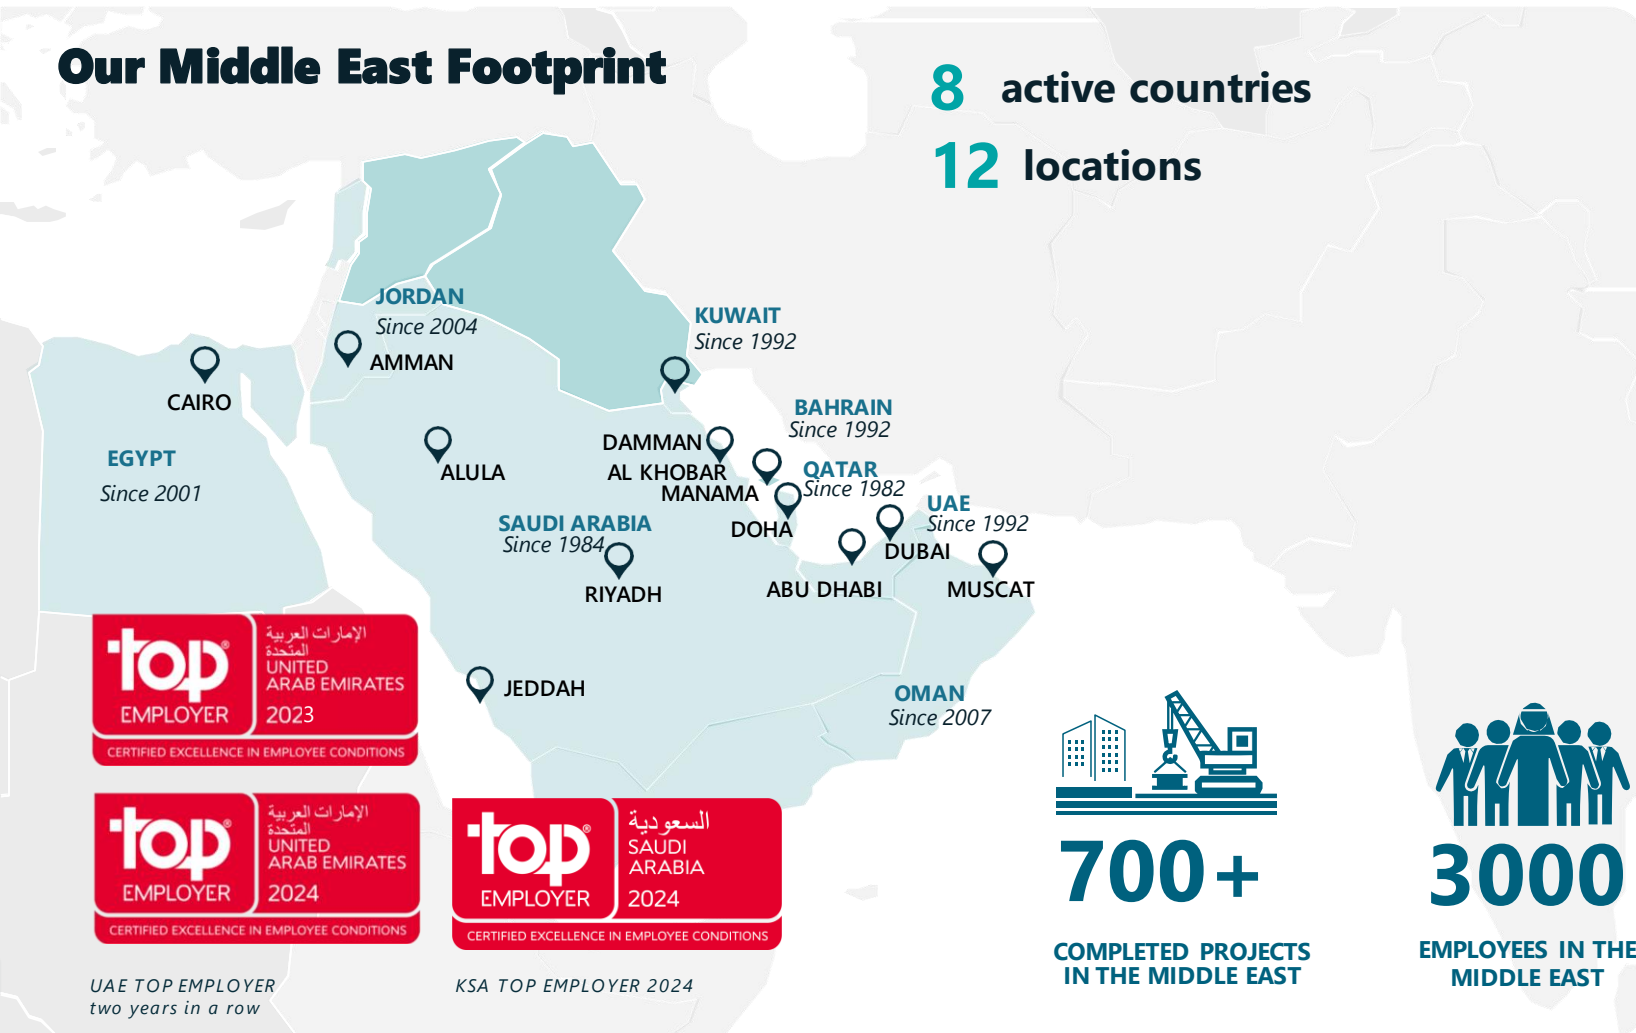 Our Middle East Footprint
8 active countries
12 locations
JORDAN
Since 2004
AMMAN
KUWAIT
Since 1992
CAIRO
EGYPT
Since 2001
ALULA
DAMMAN
AL KHOBAR
BAHRAIN
Since 1992
MANAMA
QATAR
Since 1982
DOHA
SAUDI ARABIA
Since 1984
RIYADH
UAE
Since 1992
DUBAI
ABU DHABI
MUSCAT
JEDDAH
OMAN
Since 2007
top®
EMPLOYER
الإمارات العربية
المتحدة
UNITED
ARAB EMIRATES
2023
CERTIFIED EXCELLENCE IN EMPLOYEE CONDITIONS
top®
EMPLOYER
الإمارات العربية
المتحدة
UNITED
ARAB EMIRATES
2024
CERTIFIED EXCELLENCE IN EMPLOYEE CONDITIONS
UAE TOP EMPLOYER
two years in a row
top®
EMPLOYER
السعودية
SAUDI
ARABIA
2024
CERTIFIED EXCELLENCE IN EMPLOYEE CONDITIONS
KSA TOP EMPLOYER 2024
700+
COMPLETED PROJECTS
IN THE MIDDLE EAST
3000
EMPLOYEES IN THE
MIDDLE EAST